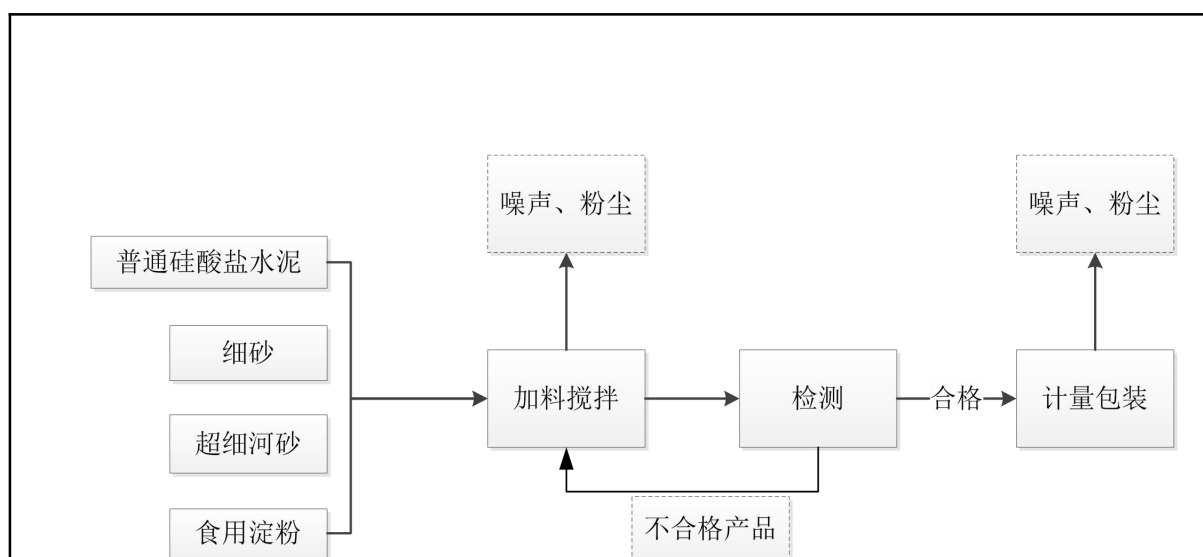 噪声、粉尘
噪声、粉尘
普通硅酸盐水泥
细砂
加料搅拌
检测
合格
计量包装
超细河砂
食用淀粉
不合格产品